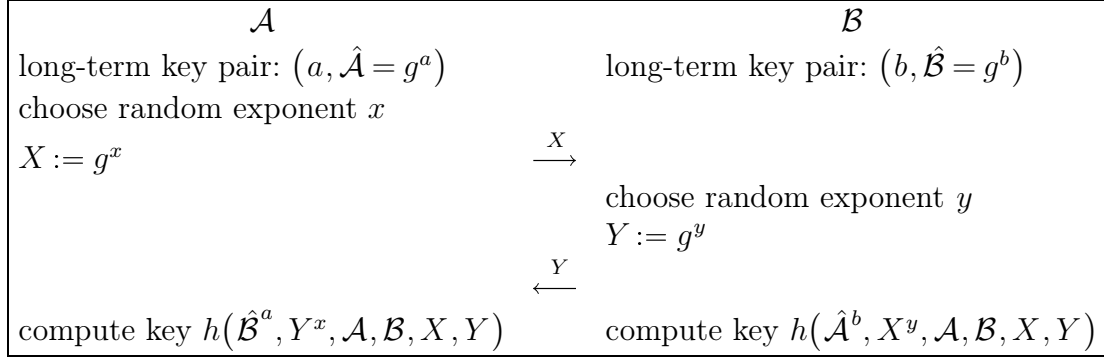 𝒜 ℬ
long-term key pair: (a, 𝒜̂ = g^a) long-term key pair: (b, ℬ̂ = g^b)
choose random exponent x
X := g^x X →
choose random exponent y
Y := g^y
Y ←
compute key h(ℬ̂^a, Y^x, 𝒜, ℬ, X, Y) compute key h(𝒜̂^b, X^y, 𝒜, ℬ, X, Y)